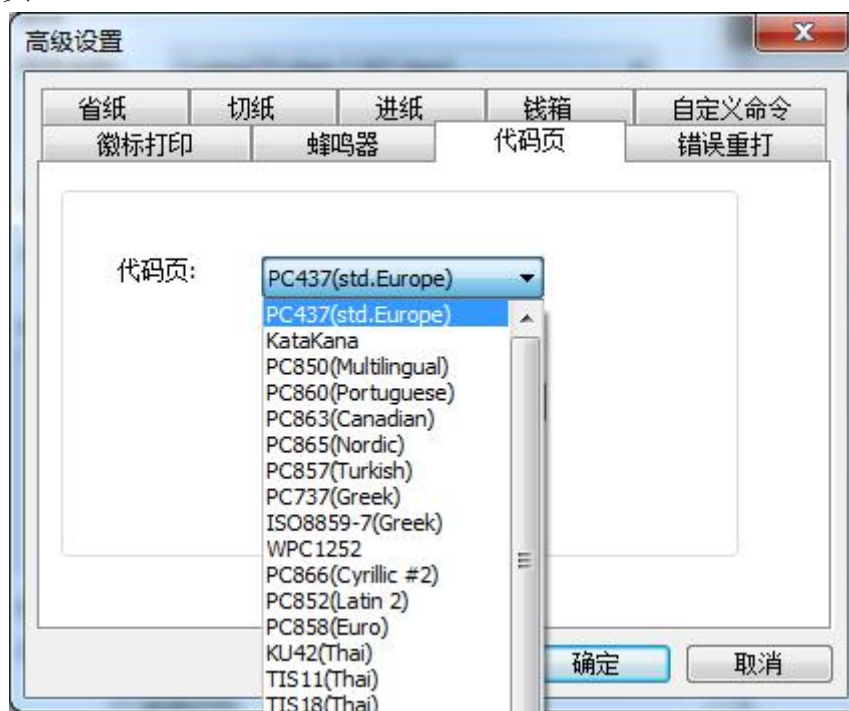 高级设置
省纸 切纸 进纸 钱箱 自定义命令
徽标打印 蜂鸣器 代码页 错误重打
代码页: PC437(std.Europe)
PC437(std.Europe)
KataKana
PC850(Multilingual)
PC860(Portuguese)
PC863(Canadian)
PC865(Nordic)
PC857(Turkish)
PC737(Greek)
ISO8859-7(Greek)
WPC1252
PC866(Cyrillic #2)
PC852(Latin 2)
PC858(Euro)
KU42(Thai)
TIS11(Thai)
TIS18(Thai)
确定 取消